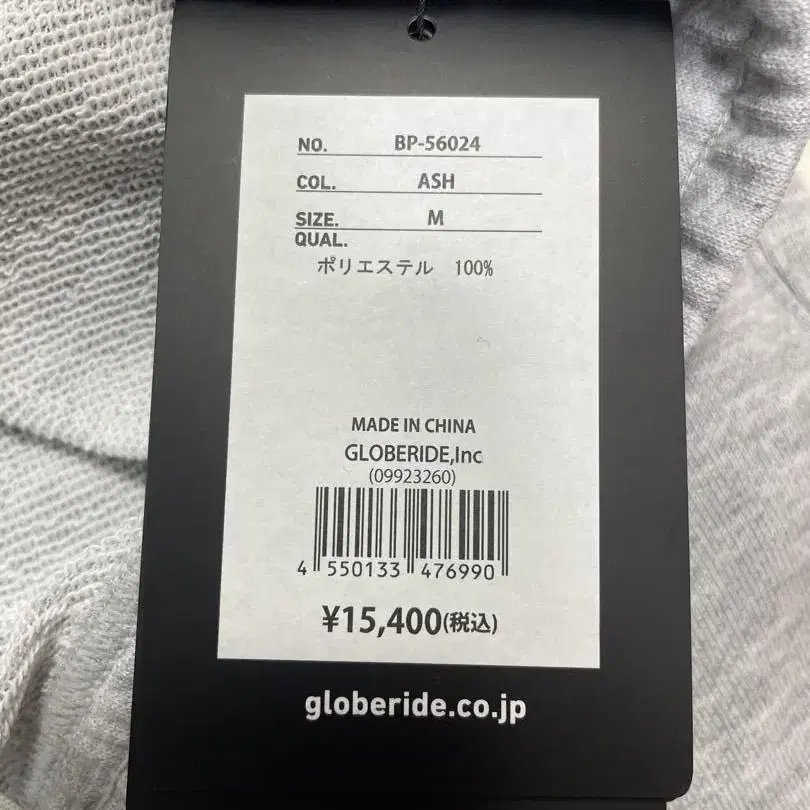 NO. BP-56024
COL. ASH
SIZE. M
QUAL.
ポリエステル 100%
MADE IN CHINA
GLOBERIDE,Inc
(09923260)
4 550133 476990
¥15,400(税込)
globeride.co.jp